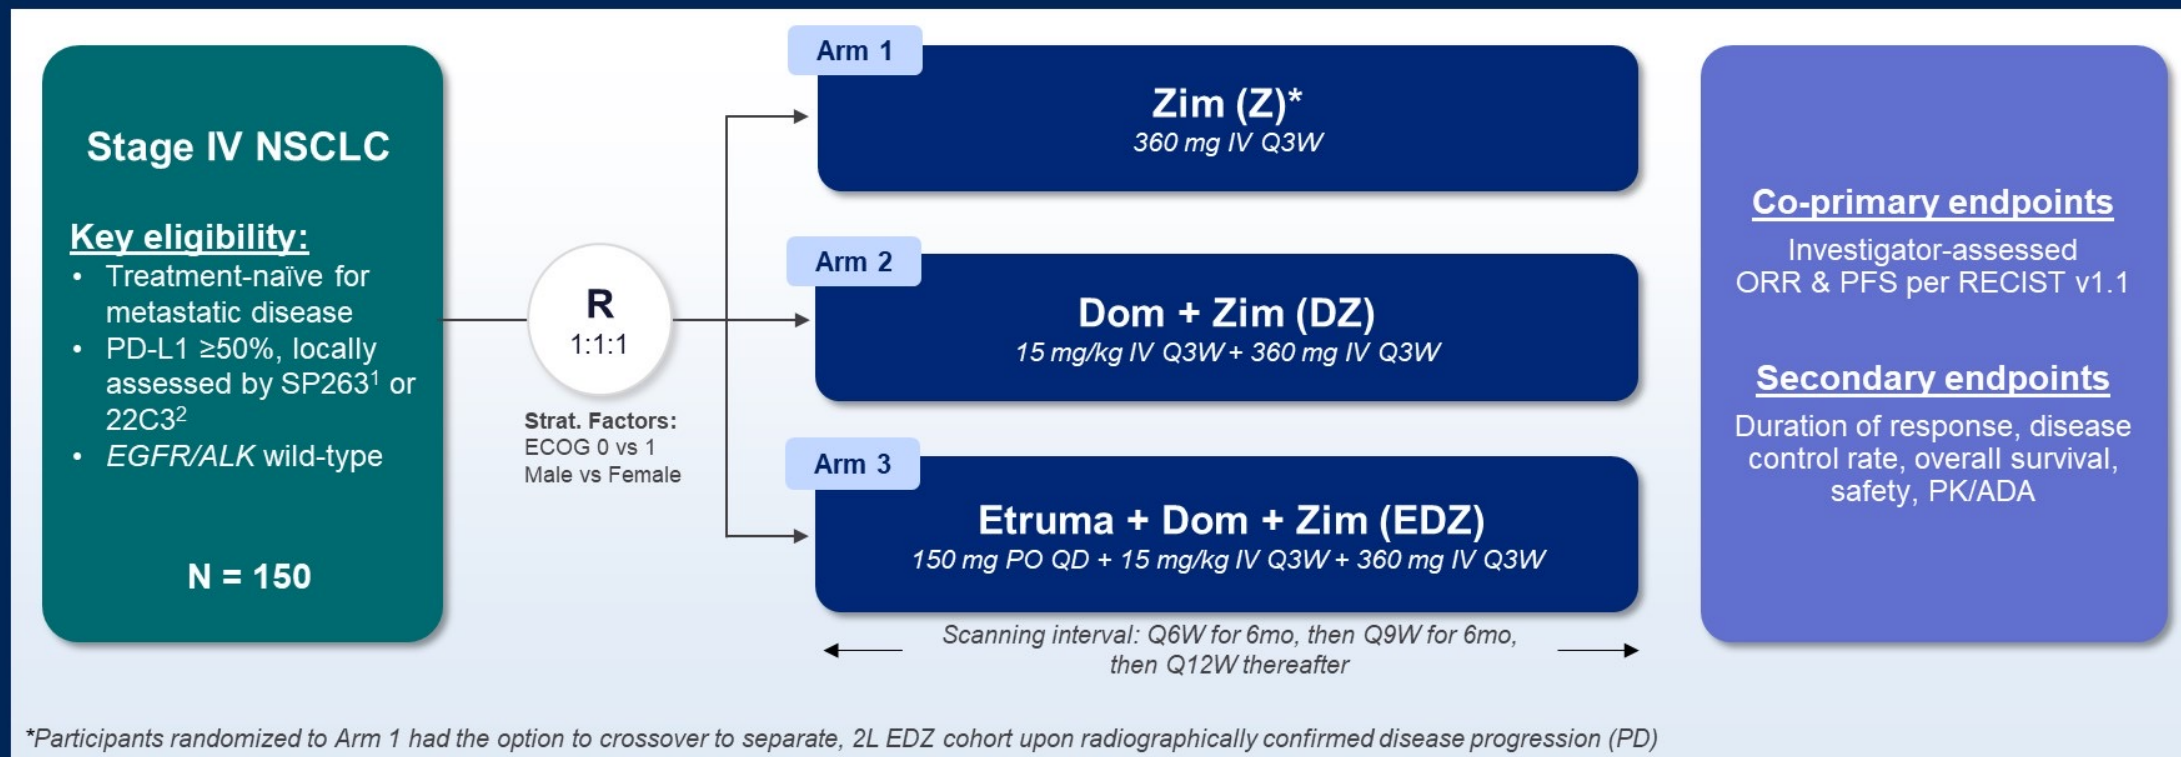 Stage IV NSCLC
Key eligibility:
• Treatment-naïve for
metastatic disease
• PD-L1 ≥50%, locally
assessed by SP263¹ or
22C3²
• EGFR/ALK wild-type
N = 150
R
1:1:1
Strat. Factors:
ECOG 0 vs 1
Male vs Female
Arm 1
Zim (Z)*
360 mg IV Q3W
Arm 2
Dom + Zim (DZ)
15 mg/kg IV Q3W + 360 mg IV Q3W
Arm 3
Etruma + Dom + Zim (EDZ)
150 mg PO QD + 15 mg/kg IV Q3W + 360 mg IV Q3W
Scanning interval: Q6W for 6mo, then Q9W for 6mo,
then Q12W thereafter
Co-primary endpoints
Investigator-assessed
ORR & PFS per RECIST v1.1
Secondary endpoints
Duration of response, disease
control rate, overall survival,
safety, PK/ADA
*Participants randomized to Arm 1 had the option to crossover to separate, 2L EDZ cohort upon radiographically confirmed disease progression (PD)